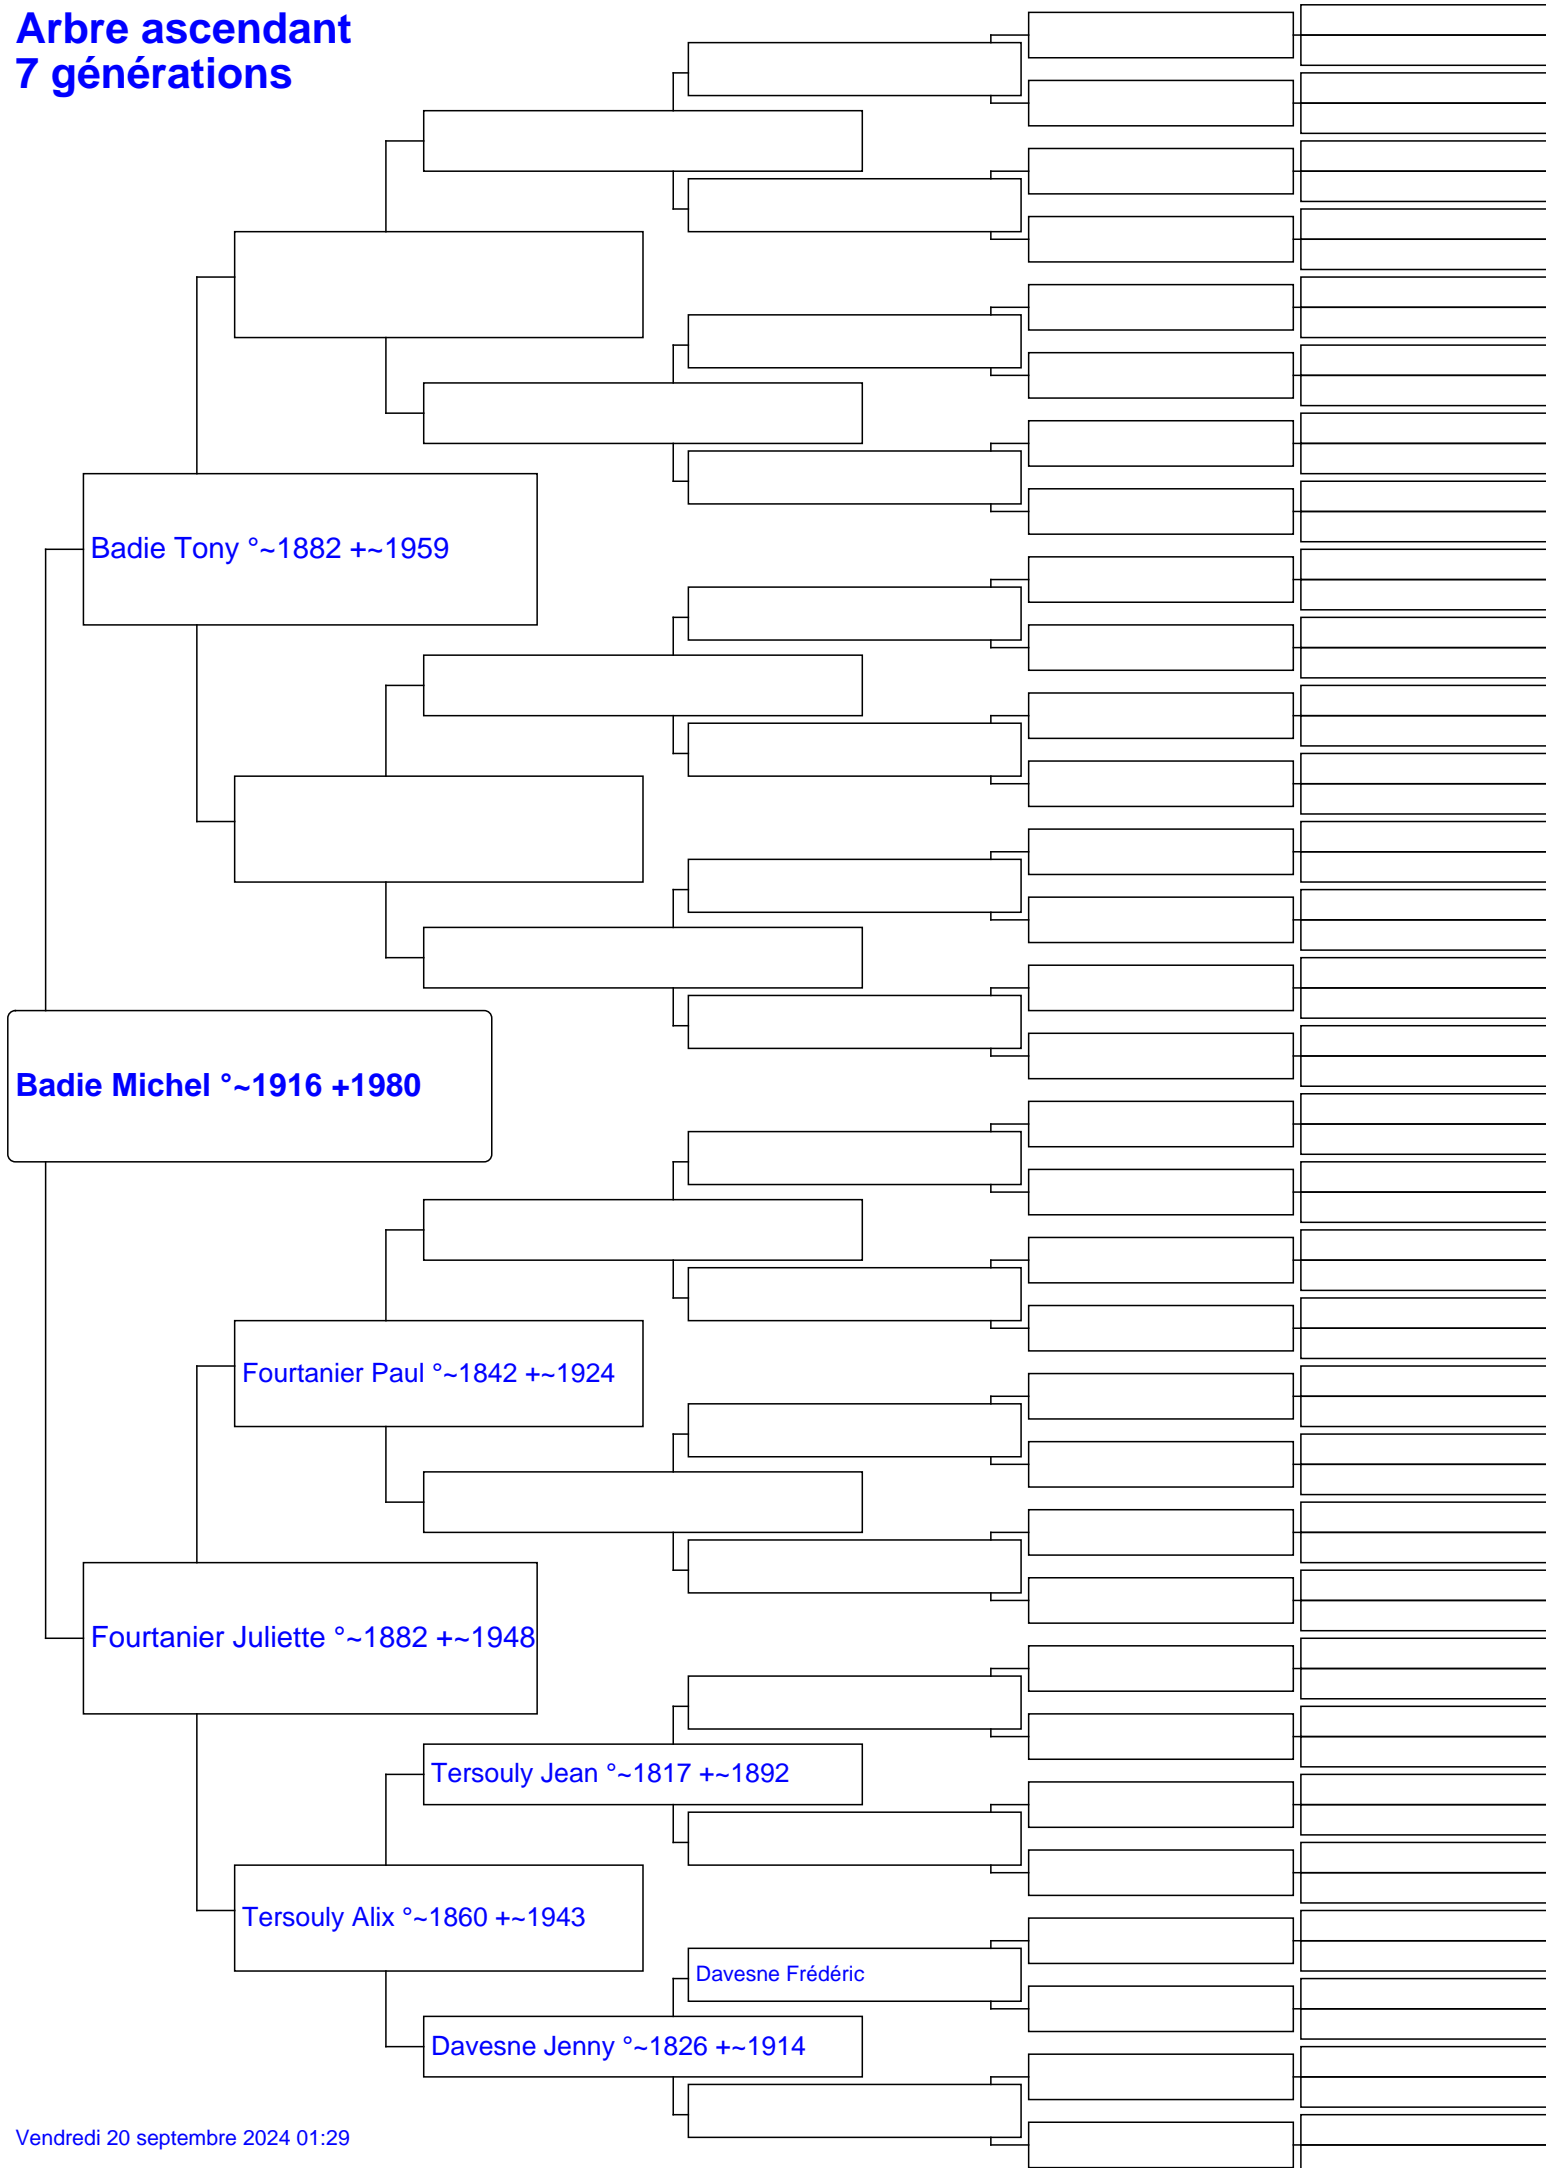 Arbre ascendant
7 générations
Badie Tony °~1882 +~1959
Badie Michel °~1916 +1980
Fourtanier Paul °~1842 +~1924
Fourtanier Juliette °~1882 +~1948
Tersouly Jean °~1817 +~1892
Tersouly Alix °~1860 +~1943
Davesne Frédéric
Davesne Jenny °~1826 +~1914
Vendredi 20 septembre 2024 01:29